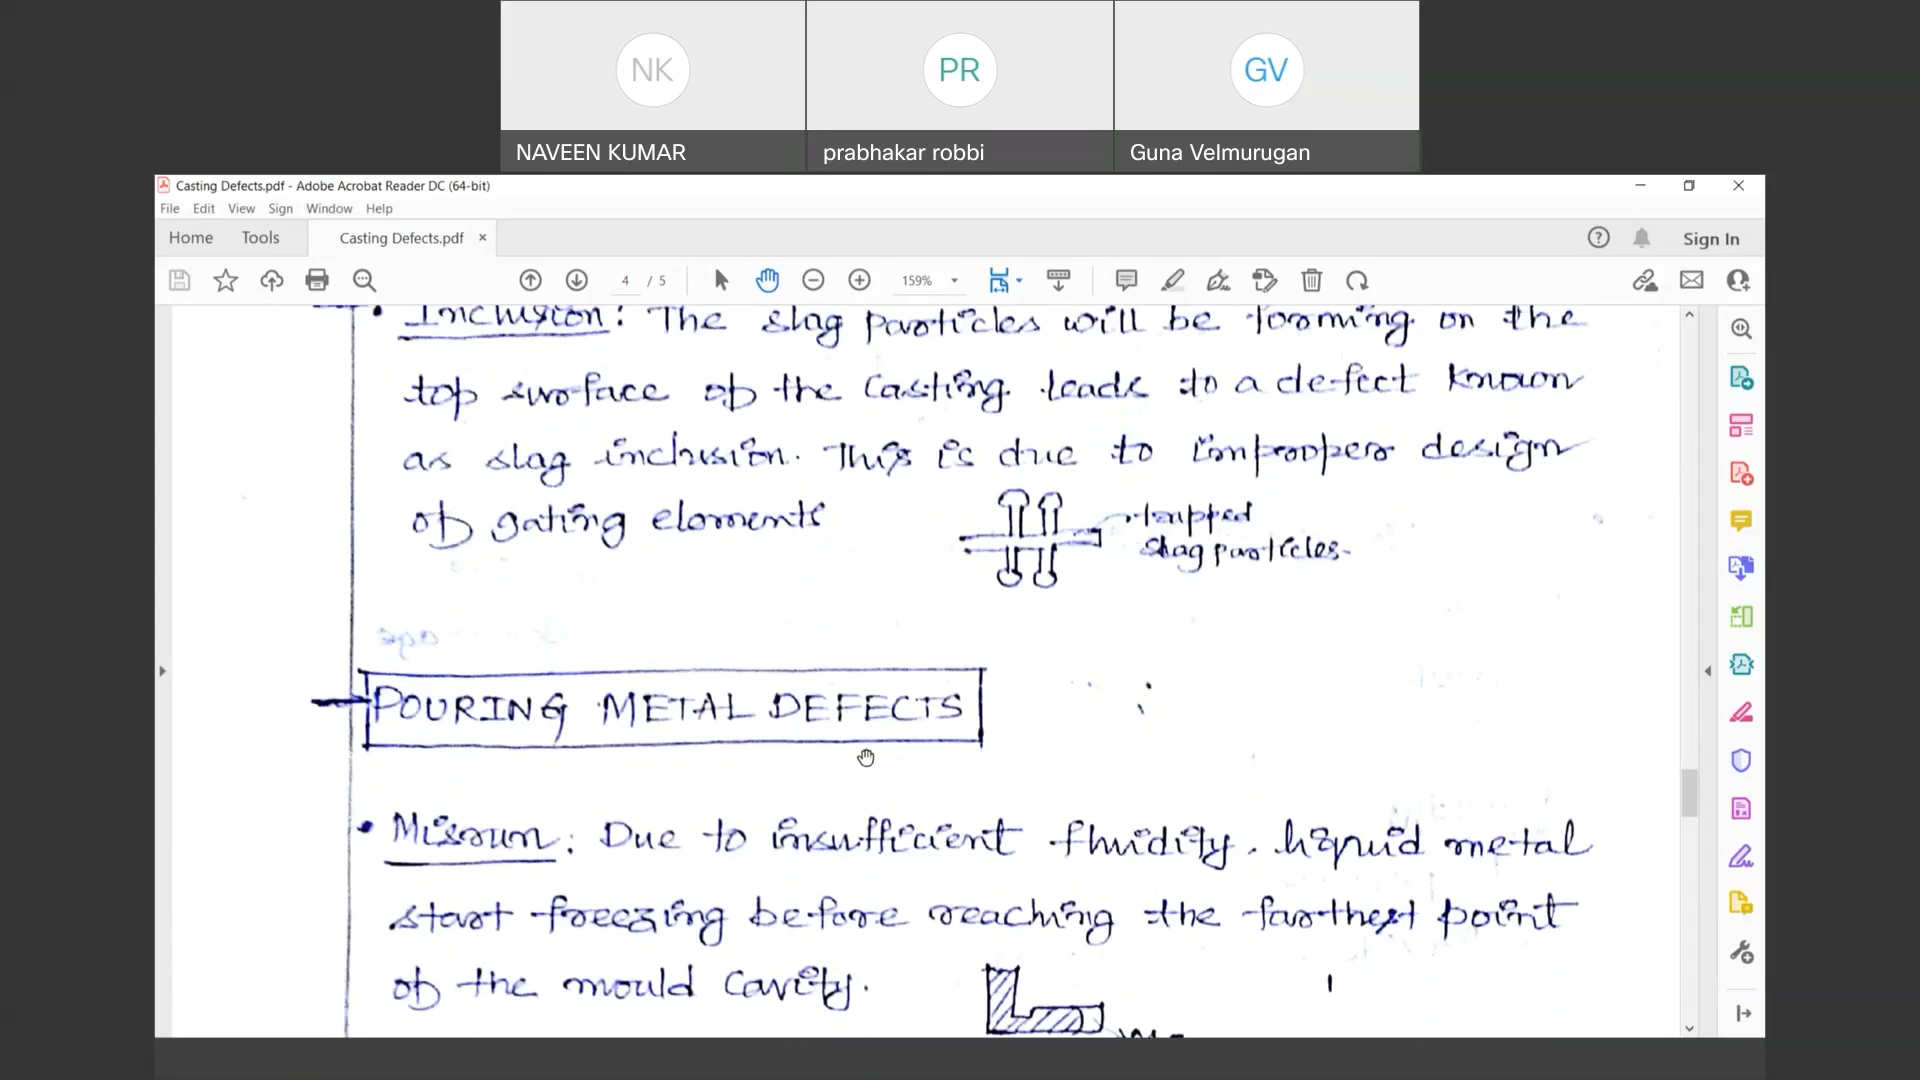 NK
PR
GV
NAVEEN KUMAR
prabhakar robbi
Guna Velmurugan
Casting Defects.pdf - Adobe Acrobat Reader DC (64-bit)
File Edit View Sign Window Help
Home Tools Casting Defects.pdf × Sign In
4 / 5 159%
• Inclusion: The slag particles will be forming on the
top surface of the casting leads to a defect known
as slag inclusion. This is due to improper design
of gating elements
trapped
slag particles.
POURING METAL DEFECTS
• Misrun: Due to insufficient fluidity. liquid metal
start freezing before reaching the farthest point
of the mould cavity.